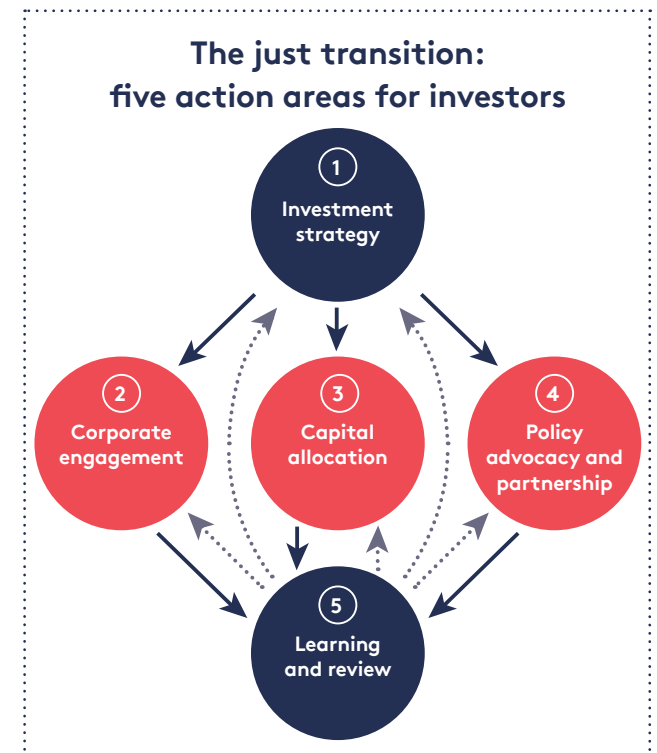 The just transition:
five action areas for investors
1
Investment
strategy
2
Corporate
engagement
3
Capital
allocation
4
Policy
advocacy and
partnership
5
Learning
and review